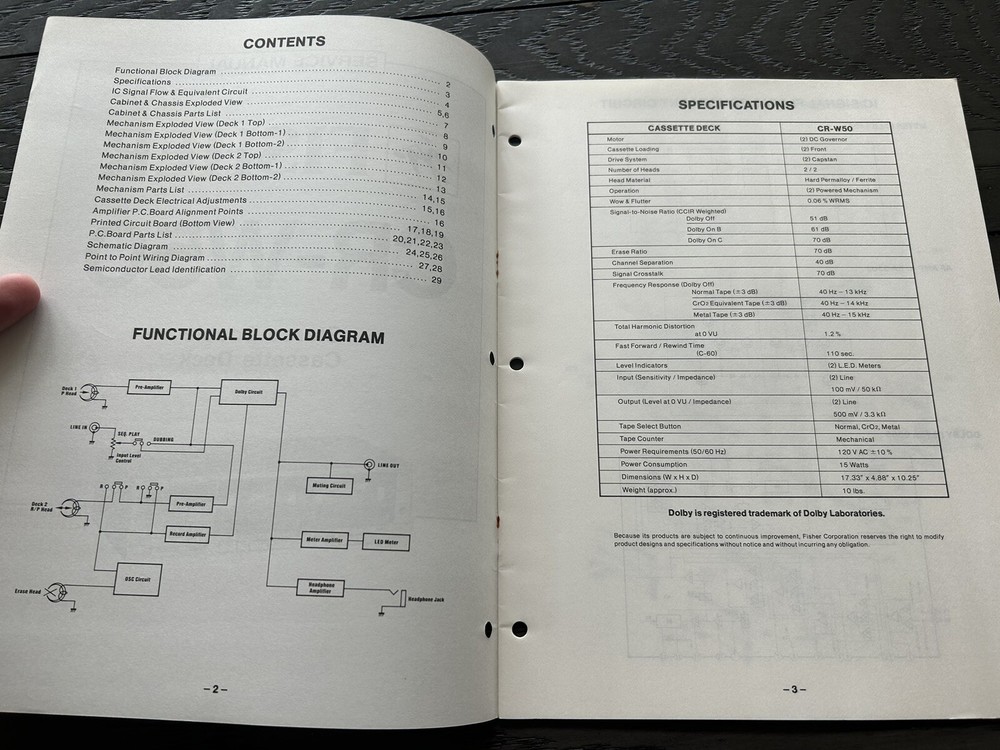 CONTENTS
Functional Block Diagram ........ 2
Specifications ........ 3
IC Signal Flow & Equivalent Circuit ........ 4
Cabinet & Chassis Exploded View ........ 5,6
Cabinet & Chassis Parts List ........ 7
Mechanism Exploded View (Deck 1 Top) ........ 8
Mechanism Exploded View (Deck 1 Bottom-1) ........ 9
Mechanism Exploded View (Deck 1 Bottom-2) ........ 10
Mechanism Exploded View (Deck 2 Top) ........ 11
Mechanism Exploded View (Deck 2 Bottom-1) ........ 12
Mechanism Exploded View (Deck 2 Bottom-2) ........ 13
Mechanism Parts List ........ 14,15
Cassette Deck Electrical Adjustments ........ 15,16
Amplifier P.C.Board Alignment Points ........ 16
Printed Circuit Board (Bottom View) ........ 17,18,19
P.C.Board Parts List ........ 20,21,22,23
Schematic Diagram ........ 24,25,26
Point to Point Wiring Diagram ........ 27,28
Semiconductor Lead Identification ........ 29
FUNCTIONAL BLOCK DIAGRAM
Deck 1
P Head
Pre-Amplifier
Dolby Circuit
LINE IN
SEQ. PLAY
DUBBING
Input Level
Control
LINE OUT
Muting Circuit
R P R P
Deck 2
R/P Head
Pre-Amplifier
Record Amplifier
Meter Amplifier
LED Meter
OSC Circuit
Erase Head
Headphone
Amplifier
Headphone Jack
– 2 –
SPECIFICATIONS
CASSETTE DECK CR-W50
Motor (2) DC Governor
Cassette Loading (2) Front
Drive System (2) Capstan
Number of Heads 2 / 2
Head Material Hard Permalloy / Ferrite
Operation (2) Powered Mechanism
Wow & Flutter 0.06 % WRMS
Signal-to-Noise Ratio (CCIR Weighted)
Dolby Off 51 dB
Dolby On B 61 dB
Dolby On C 70 dB
Erase Ratio 70 dB
Channel Separation 40 dB
Signal Crosstalk 70 dB
Frequency Response (Dolby Off)
Normal Tape (±3 dB) 40 Hz – 13 kHz
CrO2 Equivalent Tape (±3 dB) 40 Hz – 14 kHz
Metal Tape (±3 dB) 40 Hz – 15 kHz
Total Harmonic Distortion
at 0 VU 1.2 %
Fast Forward / Rewind Time
(C-60) 110 sec.
Level Indicators (2) L.E.D. Meters
Input (Sensitivity / Impedance) (2) Line
100 mV / 50 kΩ
Output (Level at 0 VU / Impedance) (2) Line
500 mV / 3.3 kΩ
Tape Select Button Normal, CrO2, Metal
Tape Counter Mechanical
Power Requirements (50/60 Hz) 120 V AC ±10 %
Power Consumption 15 Watts
Dimensions (W x H x D) 17.33" x 4.88" x 10.25"
Weight (approx.) 10 lbs.
Dolby is registered trademark of Dolby Laboratories.
Because its products are subject to continuous improvement, Fisher Corporation reserves the right to modify
product designs and specifications without notice and without incurring any obligation.
– 3 –